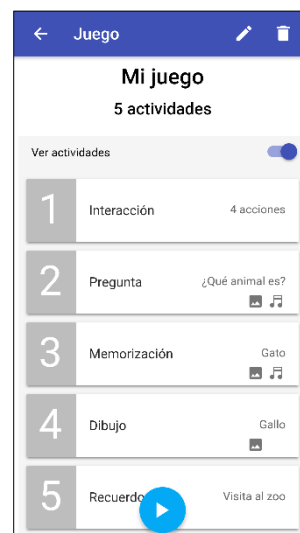 Juego
Mi juego
5 actividades
Ver actividades
1 Interacción 4 acciones
2 Pregunta ¿Qué animal es?
3 Memorización Gato
4 Dibujo Gallo
5 Recuerdo Visita al zoo